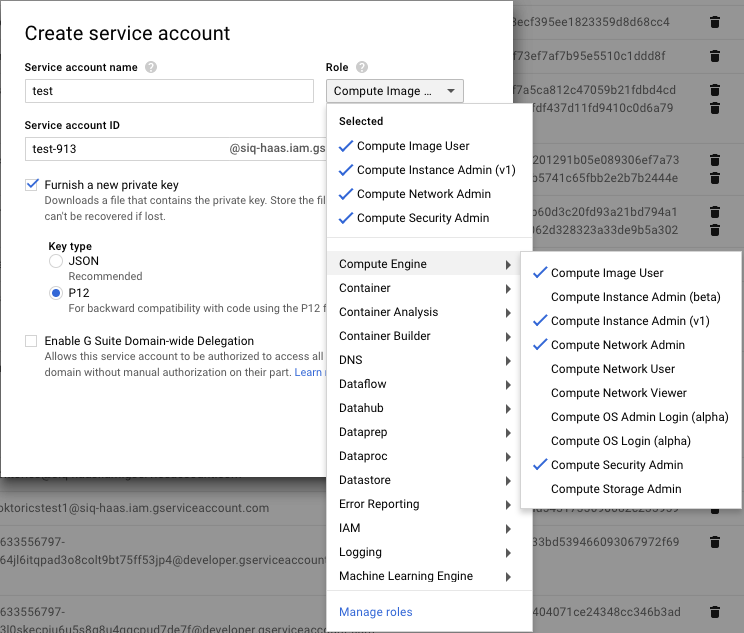 Create service account
Service account name
Role
test
Compute Image ...
Service account ID
test-913
@siq-haas.iam.gs
Furnish a new private key
Downloads a file that contains the private key. Store the fil
can't be recovered if lost.
Key type
JSON
Recommended
P12
For backward compatibility with code using the P12 f
Enable G Suite Domain-wide Delegation
Allows this service account to be authorized to access all
domain without manual authorization on their part. Learn
Selected
Compute Image User
Compute Instance Admin (v1)
Compute Network Admin
Compute Security Admin
Compute Engine
Container
Container Analysis
Container Builder
DNS
Dataflow
Datahub
Dataprep
Dataproc
Datastore
Error Reporting
IAM
Logging
Machine Learning Engine
Manage roles
Compute Image User
Compute Instance Admin (beta)
Compute Instance Admin (v1)
Compute Network Admin
Compute Network User
Compute Network Viewer
Compute OS Admin Login (alpha)
Compute OS Login (alpha)
Compute Security Admin
Compute Storage Admin
8ecf395ee1823359d8d68cc4
f73ef7af7b95e5510c1ddd8f
f7a5ca812c47059b21fdbd4cd
fdf437d11fd9410c0d6a79
201291b05e089306ef7a73
b5741c65fbb2e2b7b2444e
b60d3c20fd93a21bd794a1
062d328323a33de9b5a302
oktoricstest1@siq-haas.iam.gserviceaccount.com
633556797-
64jl6itqpad3o8colt9bt75ff53jp4@developer.gserviceaccount
33bd539466093067972f69
633556797-
404071ce24348cc346b3ad